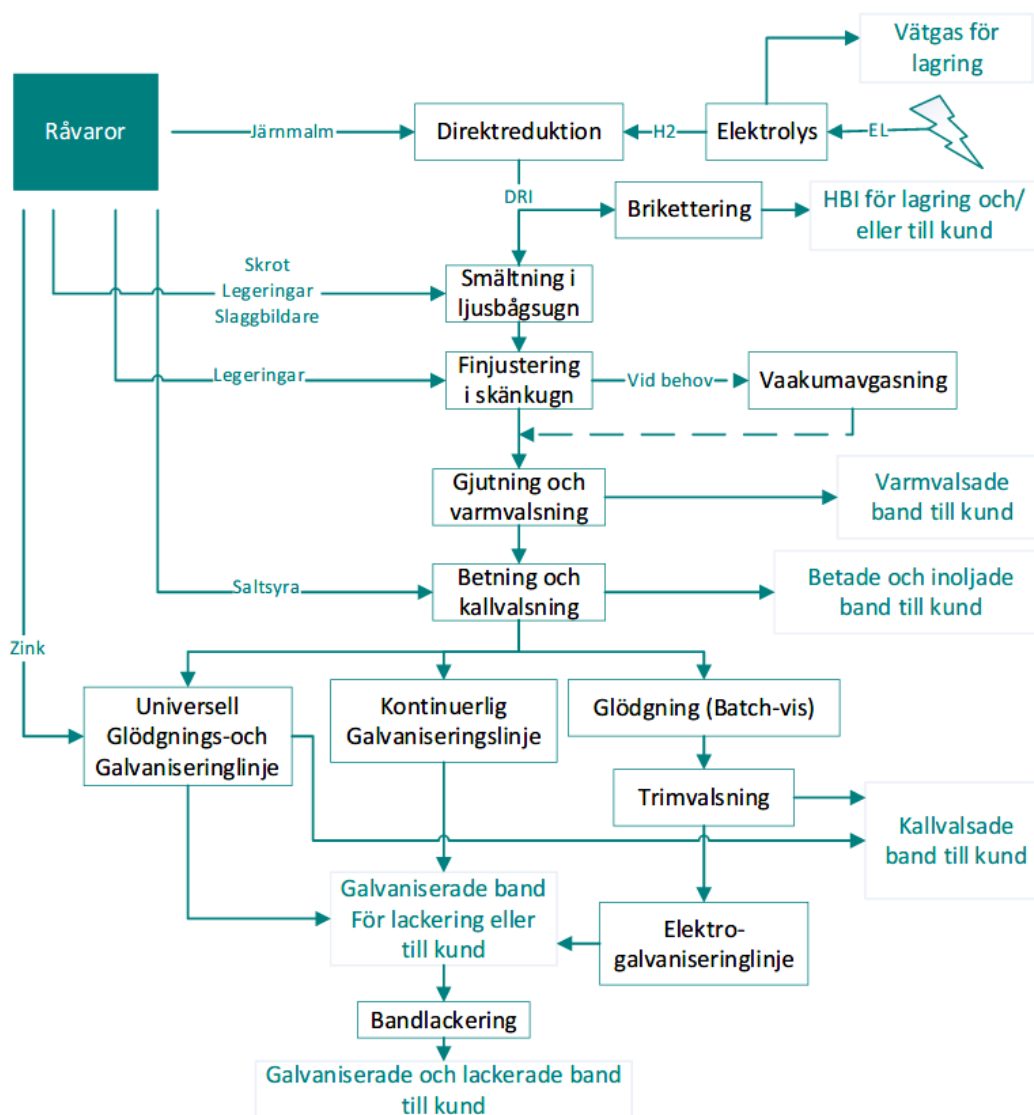 Vätgas för
lagring
Råvaror
Järnmalm
Direktreduktion
H2
Elektrolys
EL
DRI
Brikettering
HBI för lagring och/
eller till kund
Skrot
Legeringar
Slaggbildare
Smältning i
ljusbågsugn
Legeringar
Finjustering
i skänkugn
Vid behov
Vaakumavgasning
Gjutning och
varmvalsning
Varmvalsade
band till kund
Saltsyra
Betning och
kallvalsning
Betade och inoljade
band till kund
Zink
Universell
Glödgnings-och
Galvaniseringlinje
Kontinuerlig
Galvaniseringslinje
Glödgning (Batch-vis)
Trimvalsning
Kallvalsade
band till kund
Galvaniserade band
För lackering eller
till kund
Elektro-
galvaniseringlinje
Bandlackering
Galvaniserade och lackerade band
till kund